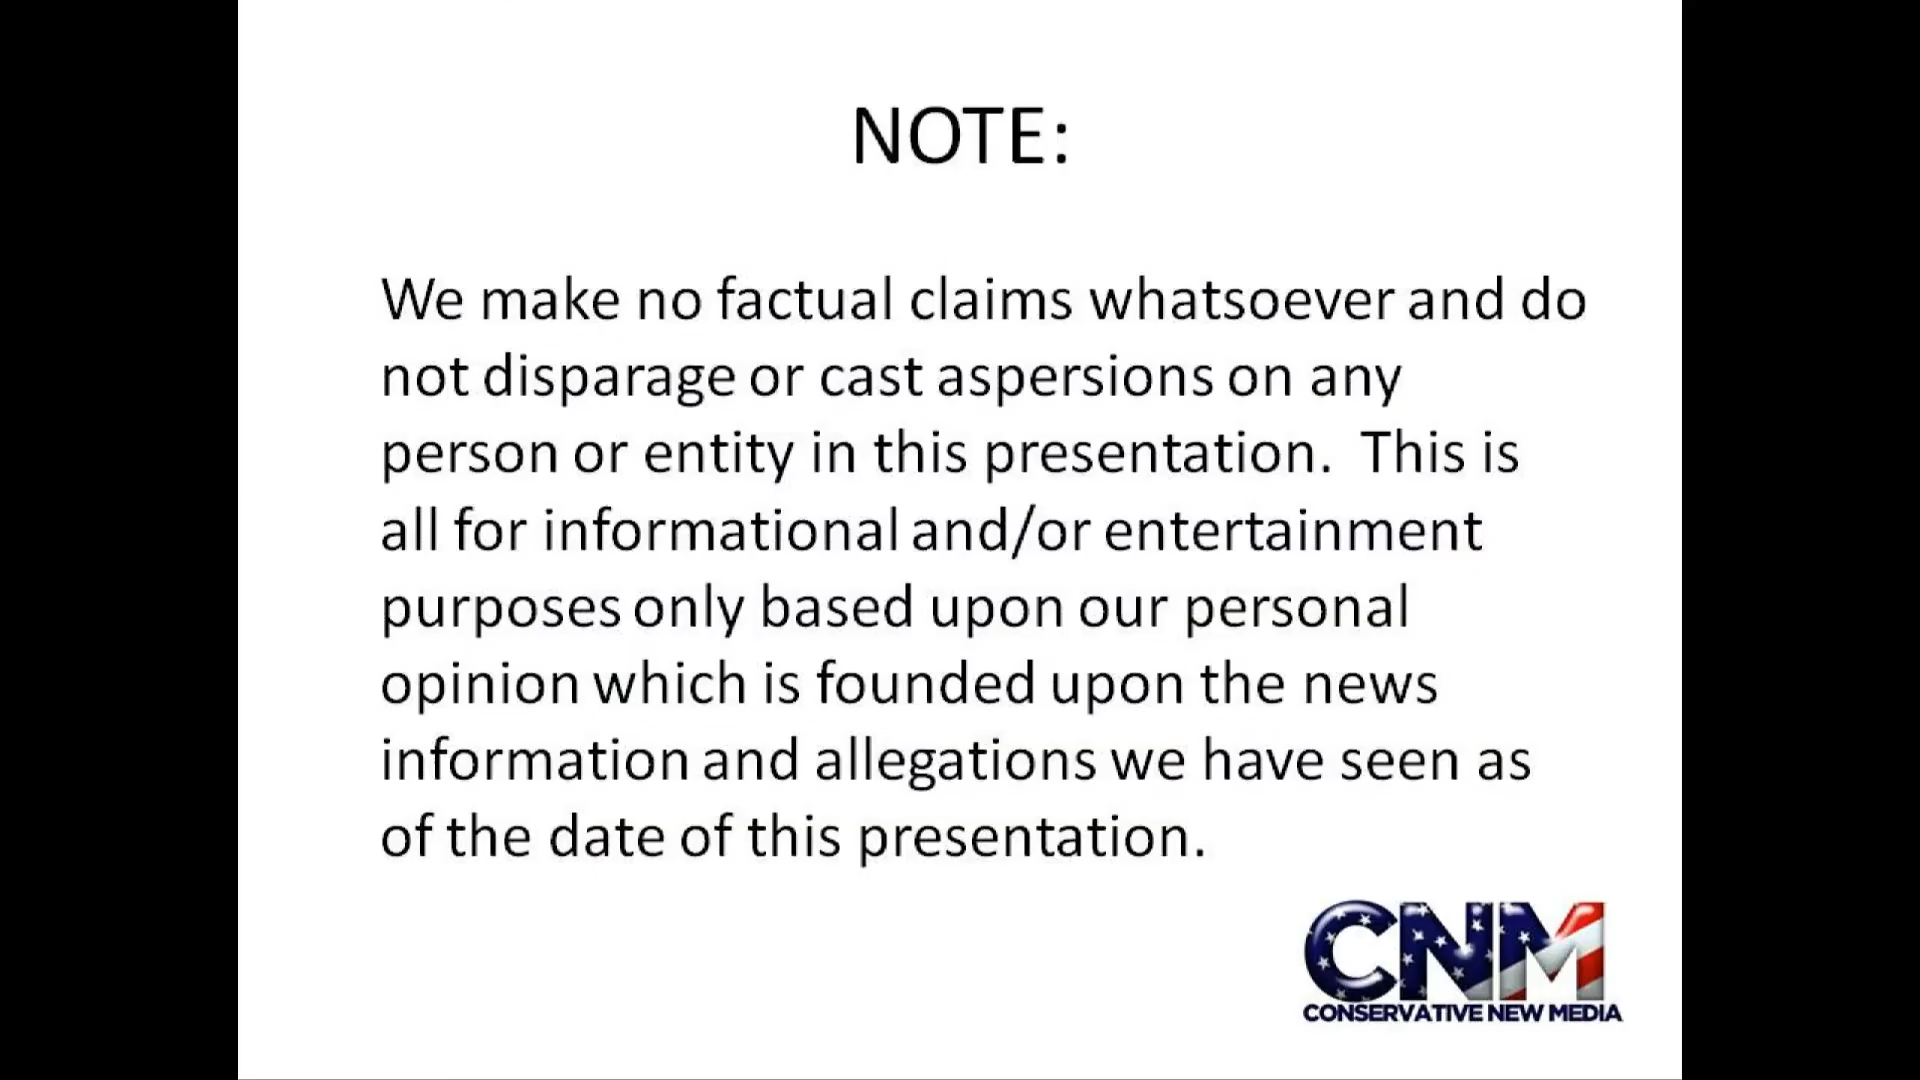 NOTE:
We make no factual claims whatsoever and do
not disparage or cast aspersions on any
person or entity in this presentation. This is
all for informational and/or entertainment
purposes only based upon our personal
opinion which is founded upon the news
information and allegations we have seen as
of the date of this presentation.
CNM
CONSERVATIVE NEW MEDIA